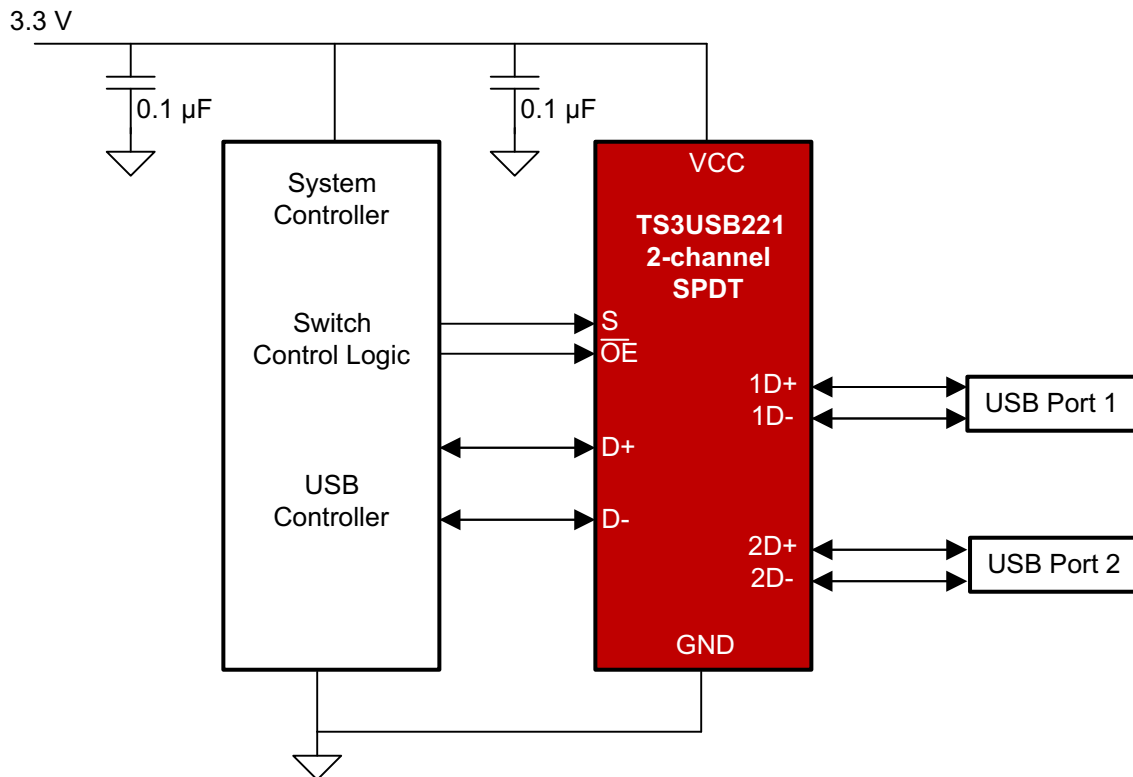 3.3 V
0.1 µF
0.1 µF
System
Controller
Switch
Control Logic
USB
Controller
VCC
TS3USB221
2-channel
SPDT
S
O̅E̅
D+
D-
1D+
1D-
2D+
2D-
GND
USB Port 1
USB Port 2